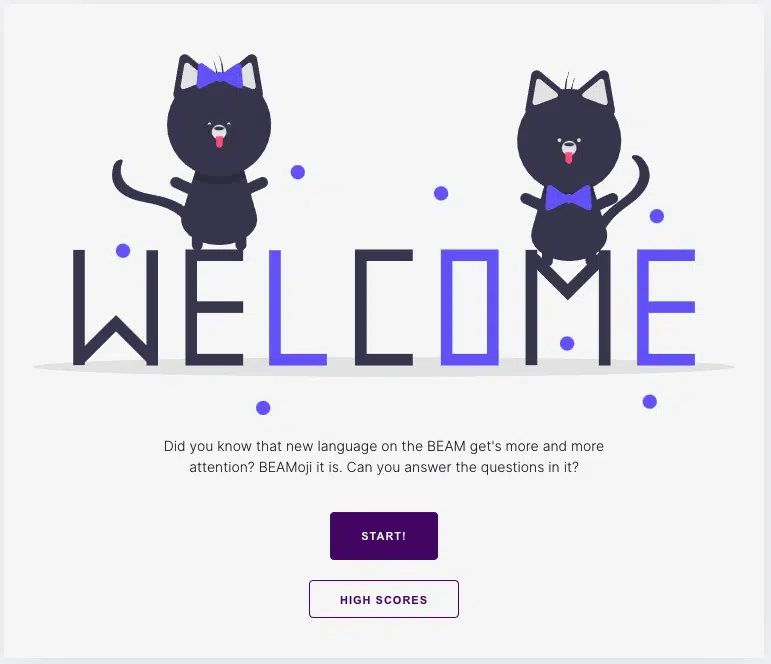 WELCOME
Did you know that new language on the BEAM get's more and more
attention? BEAMoji it is. Can you answer the questions in it?
START!
HIGH SCORES